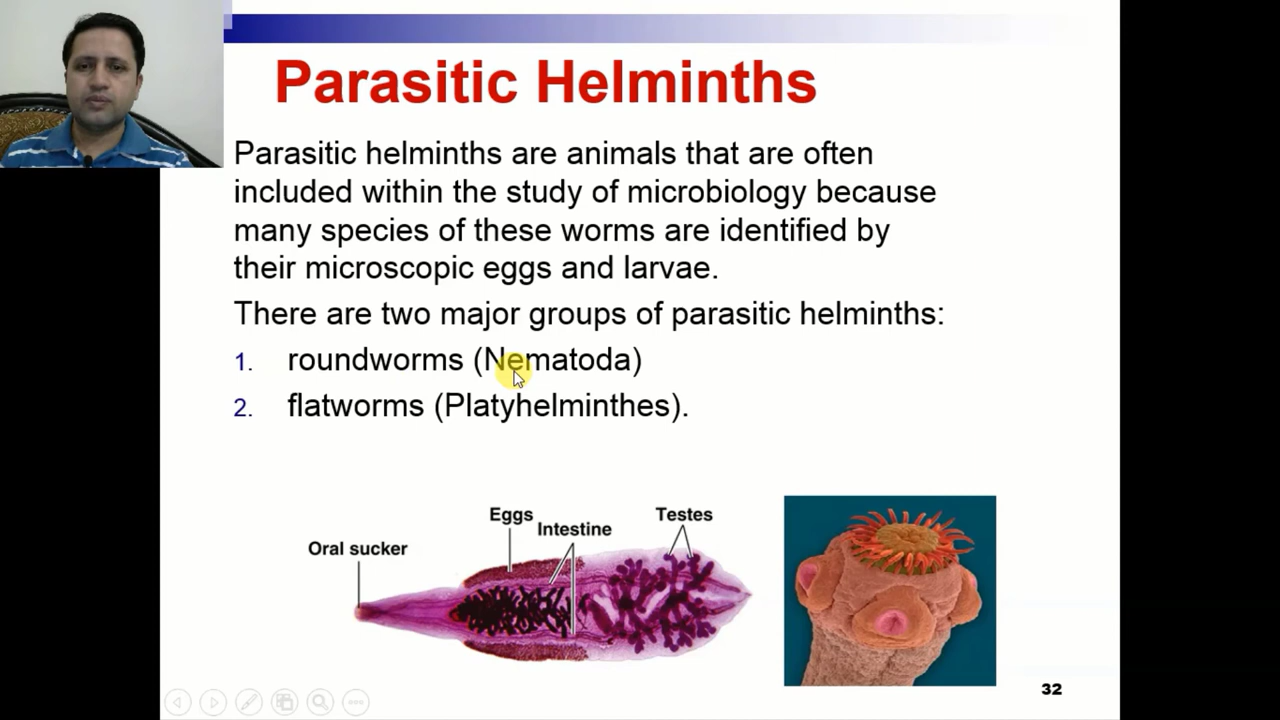 Parasitic Helminths
Parasitic helminths are animals that are often
included within the study of microbiology because
many species of these worms are identified by
their microscopic eggs and larvae.
There are two major groups of parasitic helminths:
1. roundworms (Nematoda)
2. flatworms (Platyhelminthes).
Eggs
Intestine
Testes
Oral sucker
32